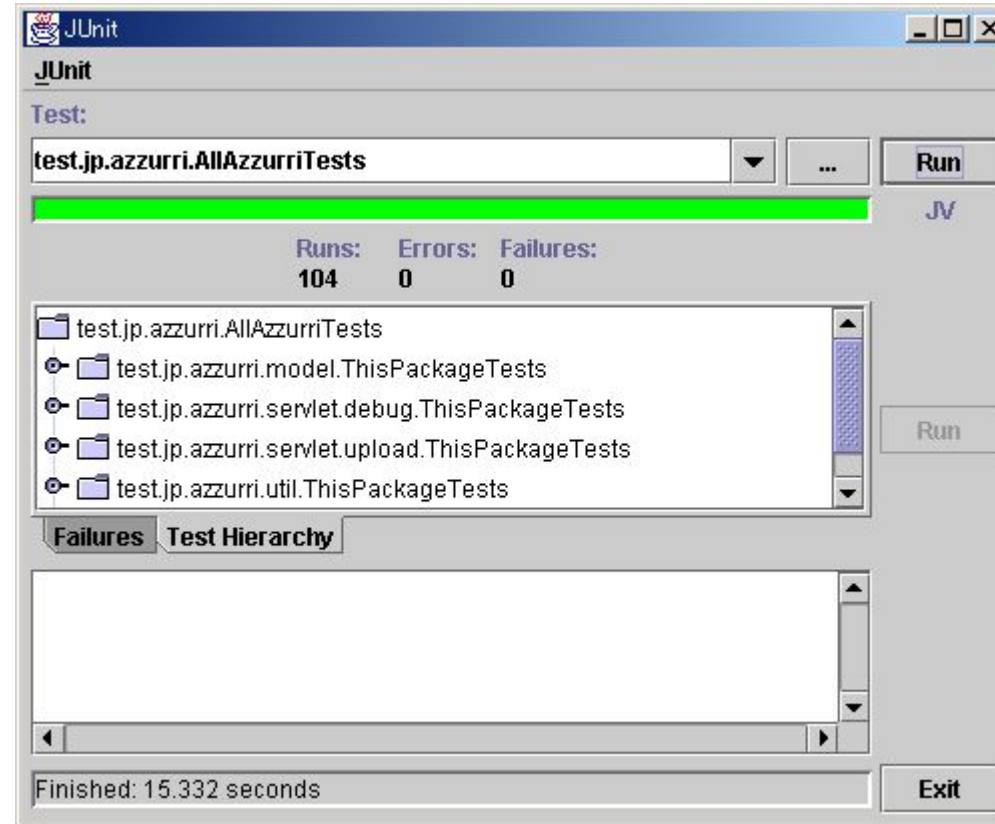 JUnit
JUnit
Test:
test.jp.azzurri.AllAzzurriTests
...
Run
JV
Runs: Errors: Failures:
104 0 0
test.jp.azzurri.AllAzzurriTests
test.jp.azzurri.model.ThisPackageTests
test.jp.azzurri.servlet.debug.ThisPackageTests
test.jp.azzurri.servlet.upload.ThisPackageTests
test.jp.azzurri.util.ThisPackageTests
Run
Failures Test Hierarchy
Finished: 15.332 seconds
Exit